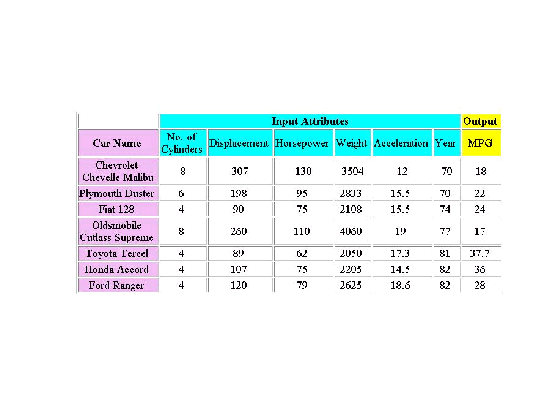 Input Attributes Output
Car Name No. of Cylinders Displacement Horsepower Weight Acceleration Year MPG
Chevrolet Chevelle Malibu 8 307 130 3504 12 70 18
Plymouth Duster 6 198 95 2833 15.5 70 22
Fiat 128 4 90 75 2108 15.5 74 24
Oldsmobile Cutlass Supreme 8 260 110 4060 19 77 17
Toyota Tercel 4 89 62 2050 17.3 81 37.7
Honda Accord 4 107 75 2205 14.5 82 36
Ford Ranger 4 120 79 2625 18.6 82 28